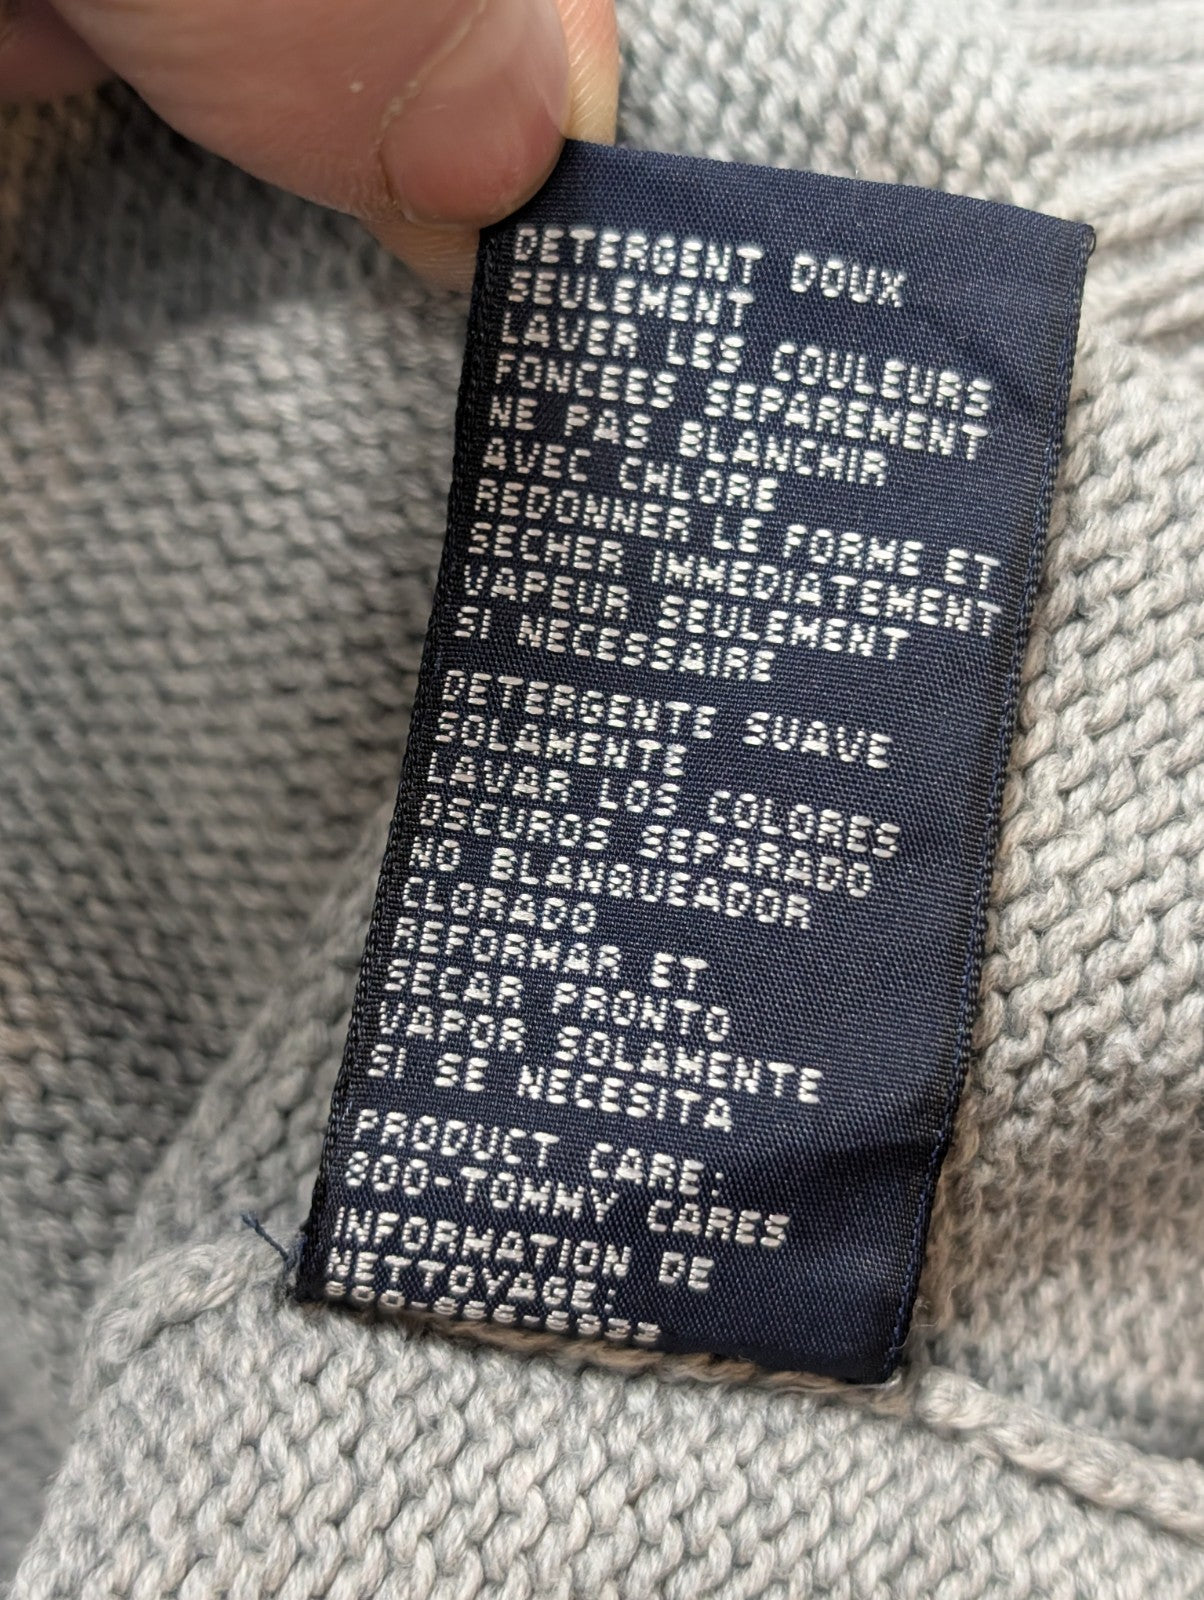 DETERGENT DOUX
SEULEMENT
LAVER LES COULEURS
FONCEES SEPAREMENT
NE PAS BLANCHIR
AVEC CHLORE
REDONNER LE FORME ET
SECHER IMMEDIATEMENT
VAPEUR SEULEMENT
SI NECESSAIRE
DETERGENTE SUAVE
SOLAMENTE
LAVAR LOS COLORES
OSCUROS SEPARADO
NO BLANQUEADOR
CLORADO
REFORMAR ET
SECAR PRONTO
VAPOR SOLAMENTE
SI SE NECESITA
PRODUCT CARE:
800-TOMMY CARES
INFORMATION DE
NETTOYAGE: